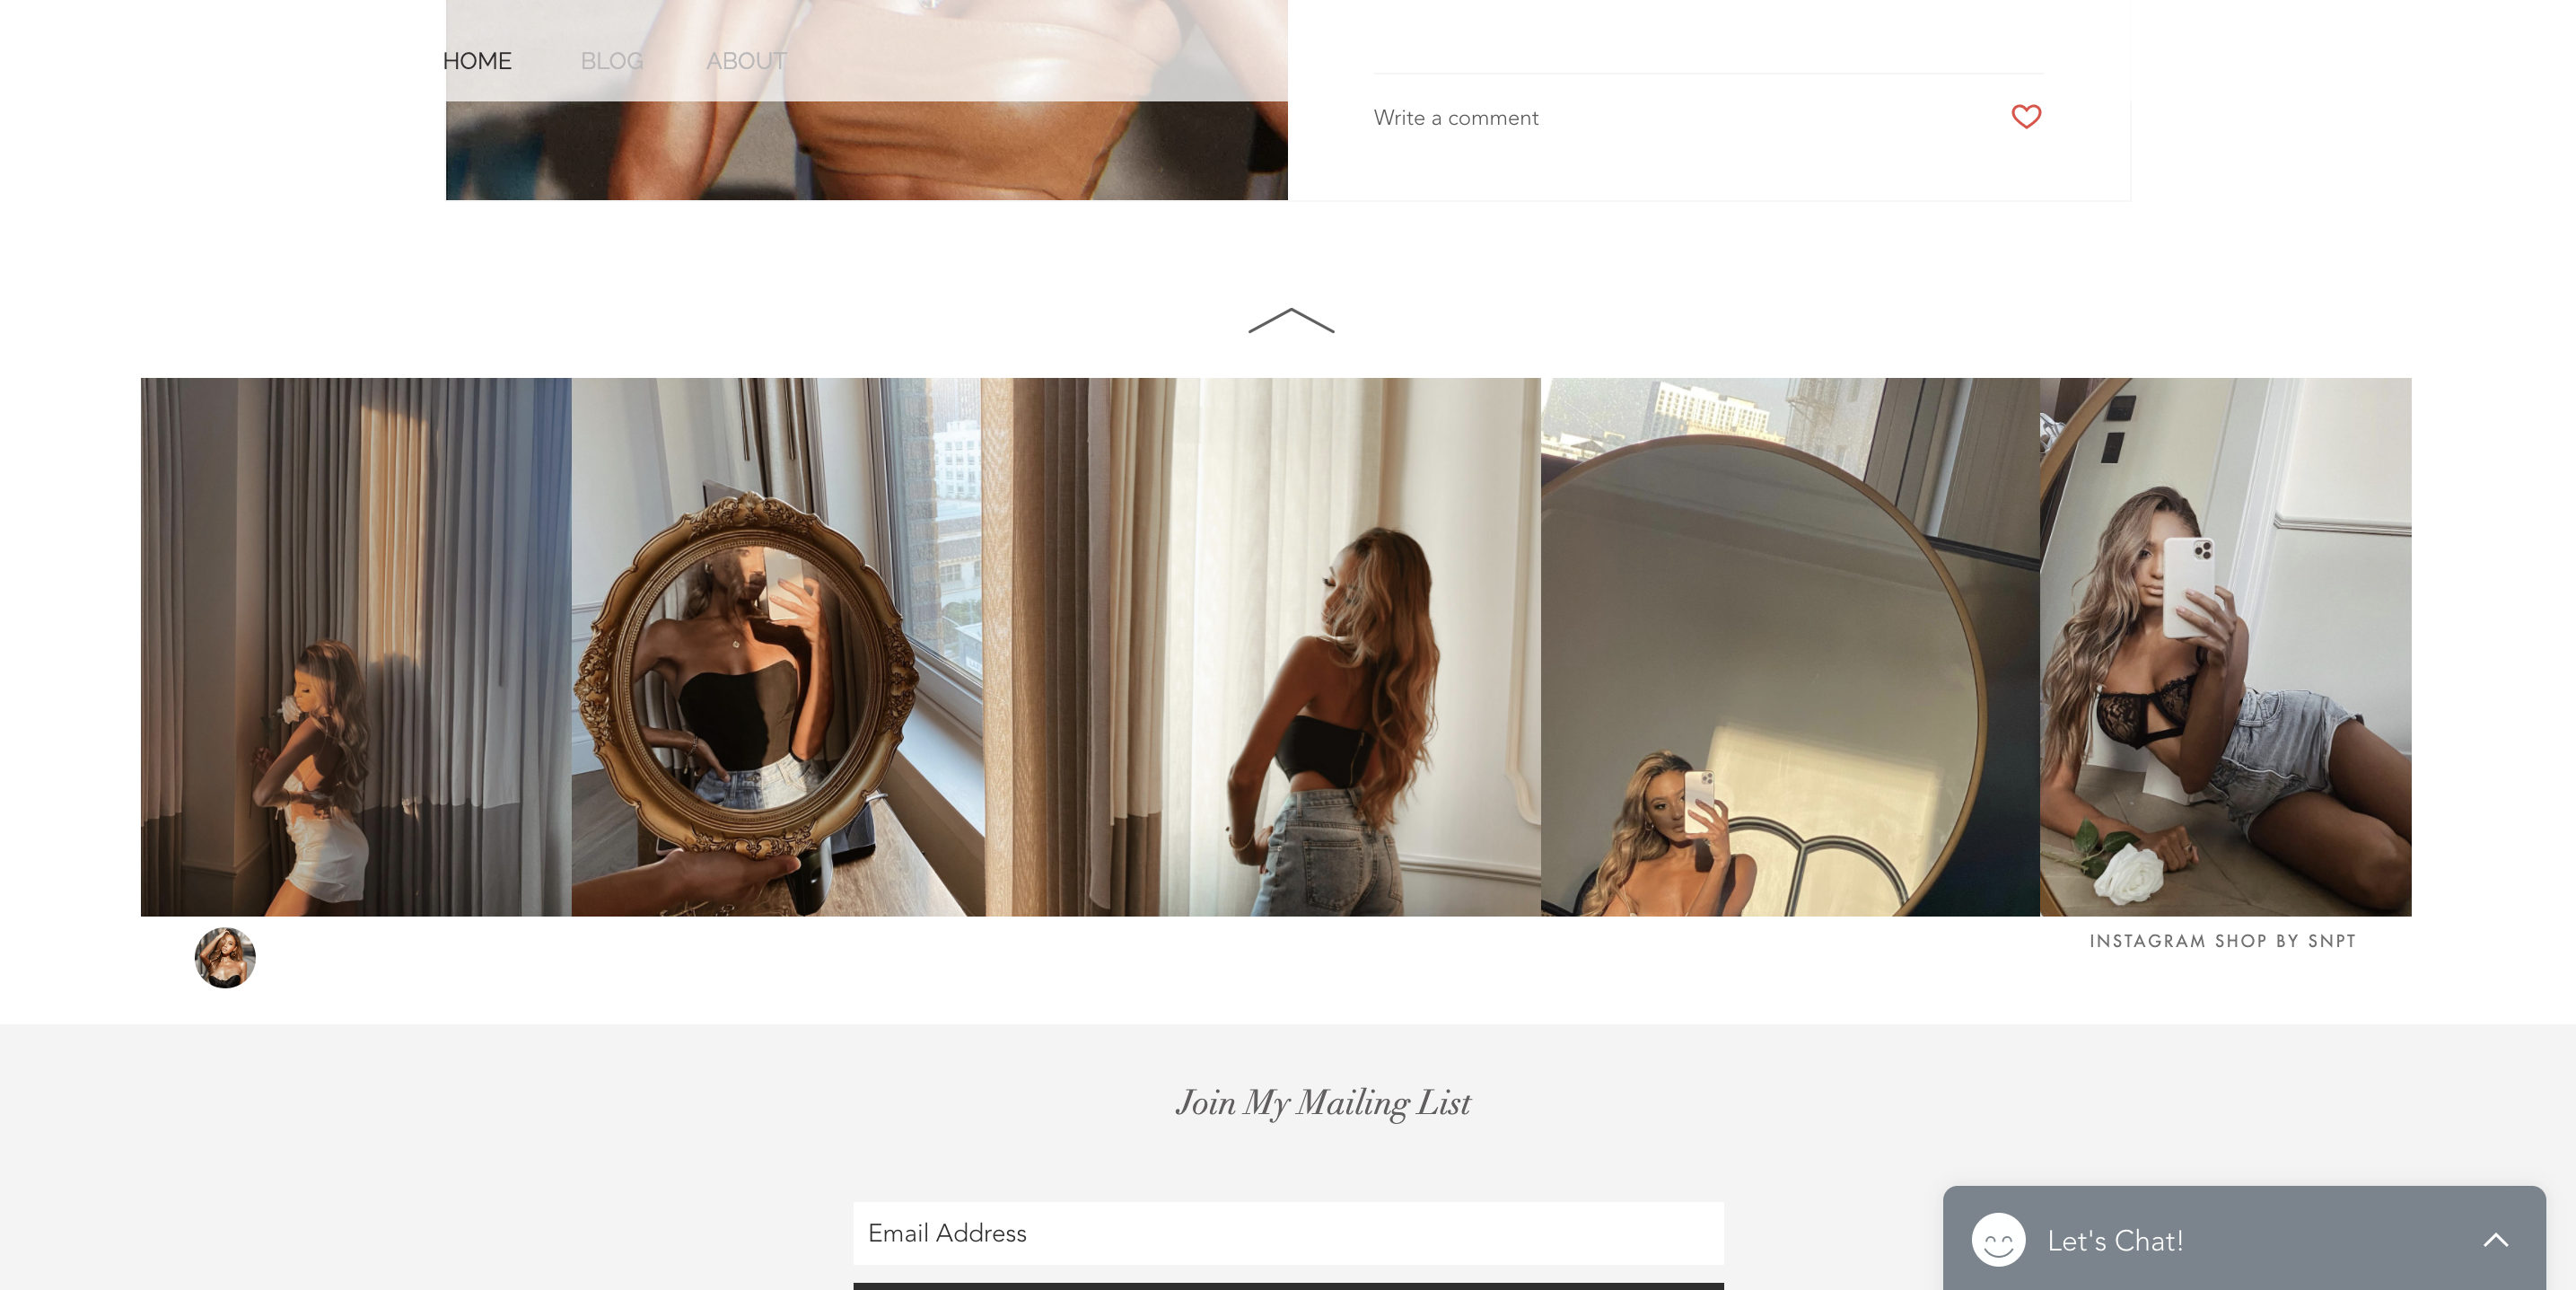 HOME BLOG ABOUT
Write a comment
INSTAGRAM SHOP BY SNPT
Join My Mailing List
Email Address
Let's Chat!